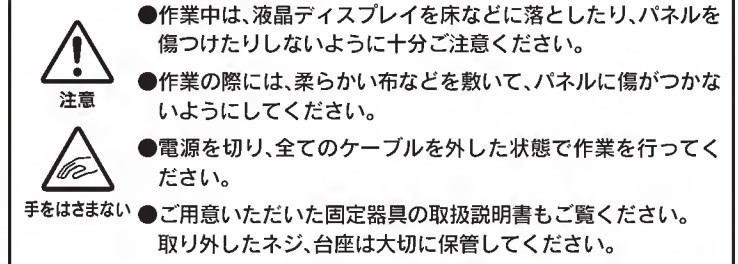 ●作業中は、液晶ディスプレイを床などに落としたり、パネルを
傷つけたりしないように十分ご注意ください。
注意
●作業の際には、柔らかい布などを敷いて、パネルに傷がつかな
いようにしてください。
●電源を切り、全てのケーブルを外した状態で作業を行ってく
ださい。
手をはさまない
●ご用意いただいた固定器具の取扱説明書もご覧ください。
取り外したネジ、台座は大切に保管してください。